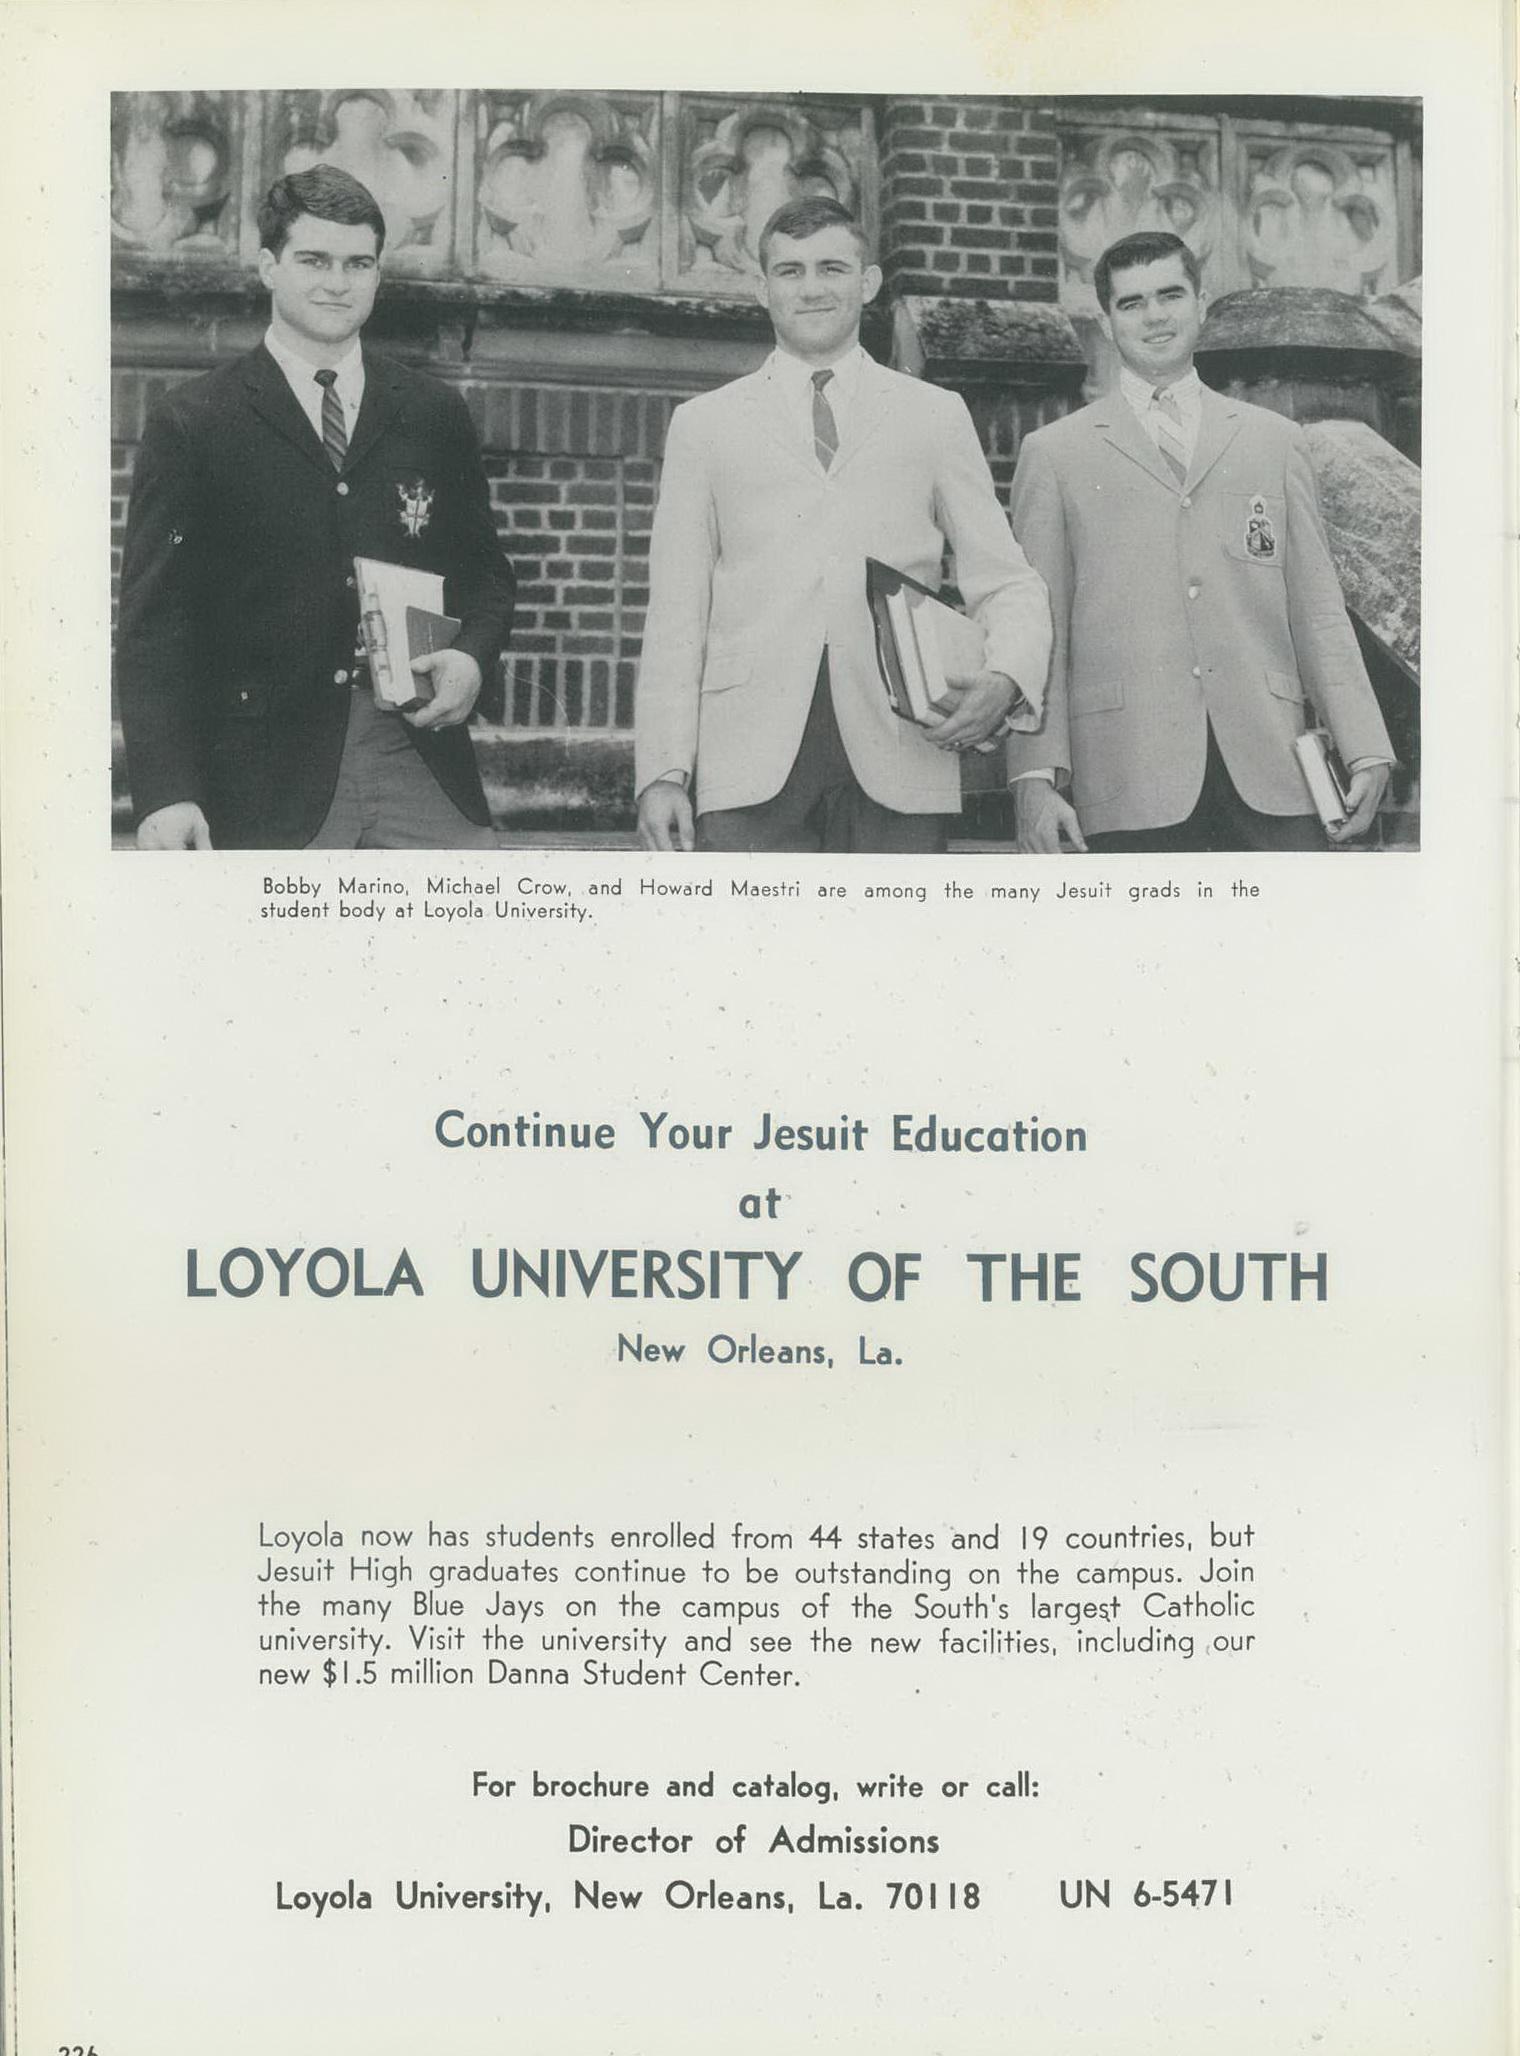 Bobby Marino, Michael Crow, and Howard Maestri are among the many Jesuit grads in the
student body at Loyola University.
Continue Your Jesuit Education
at
LOYOLA UNIVERSITY OF THE SOUTH
New Orleans, La.
Loyola now has students enrolled from 44 states and 19 countries, but
Jesuit High graduates continue to be outstanding on the campus. Join
the many Blue Jays on the campus of the South's largest Catholic
university. Visit the university and see the new facilities, including our
new $1.5 million Danna Student Center.
For brochure and catalog, write or call:
Director of Admissions
Loyola University, New Orleans, La. 70118 UN 6-5471
226